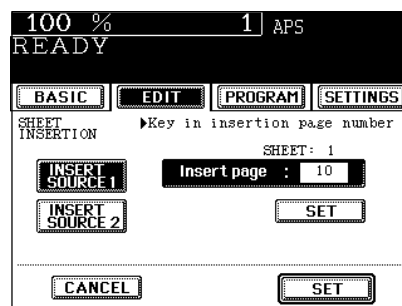 100 % 1 APS
READY
BASIC EDIT PROGRAM SETTINGS
SHEET INSERTION
▶Key in insertion page number
SHEET: 1
INSERT SOURCE 1
Insert page : 10
INSERT SOURCE 2
SET
CANCEL SET